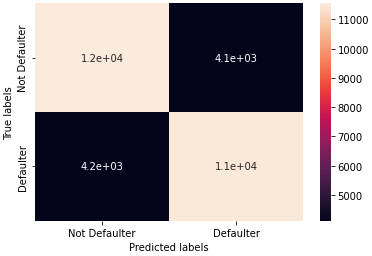 Not Defaulter
Defaulter
True labels
1.2e+04
4.1e+03
4.2e+03
1.1e+04
Not Defaulter
Defaulter
Predicted labels
11000
10000
9000
8000
7000
6000
5000